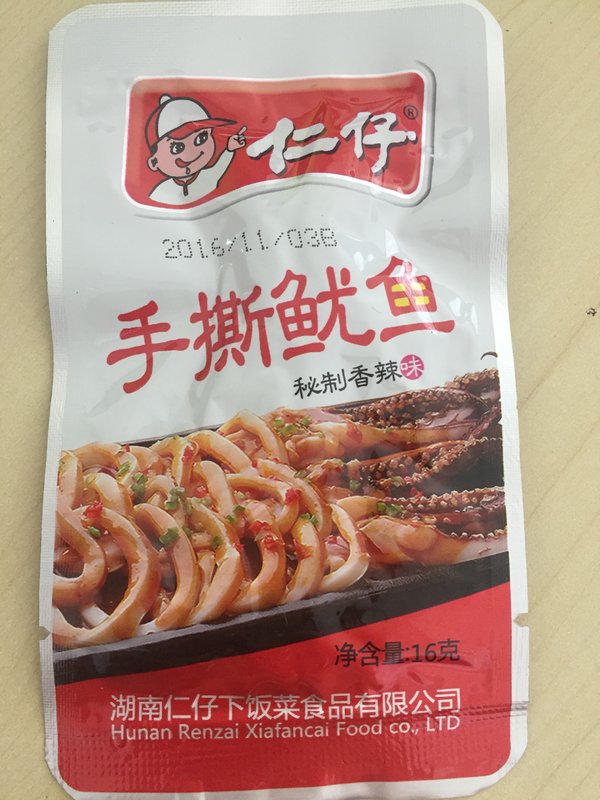 仁仔®
2016/11/03B
手撕鱿鱼
秘制香辣味
净含量:16克
湖南仁仔下饭菜食品有限公司
Hunan Renzai Xiafancai Food co., LTD